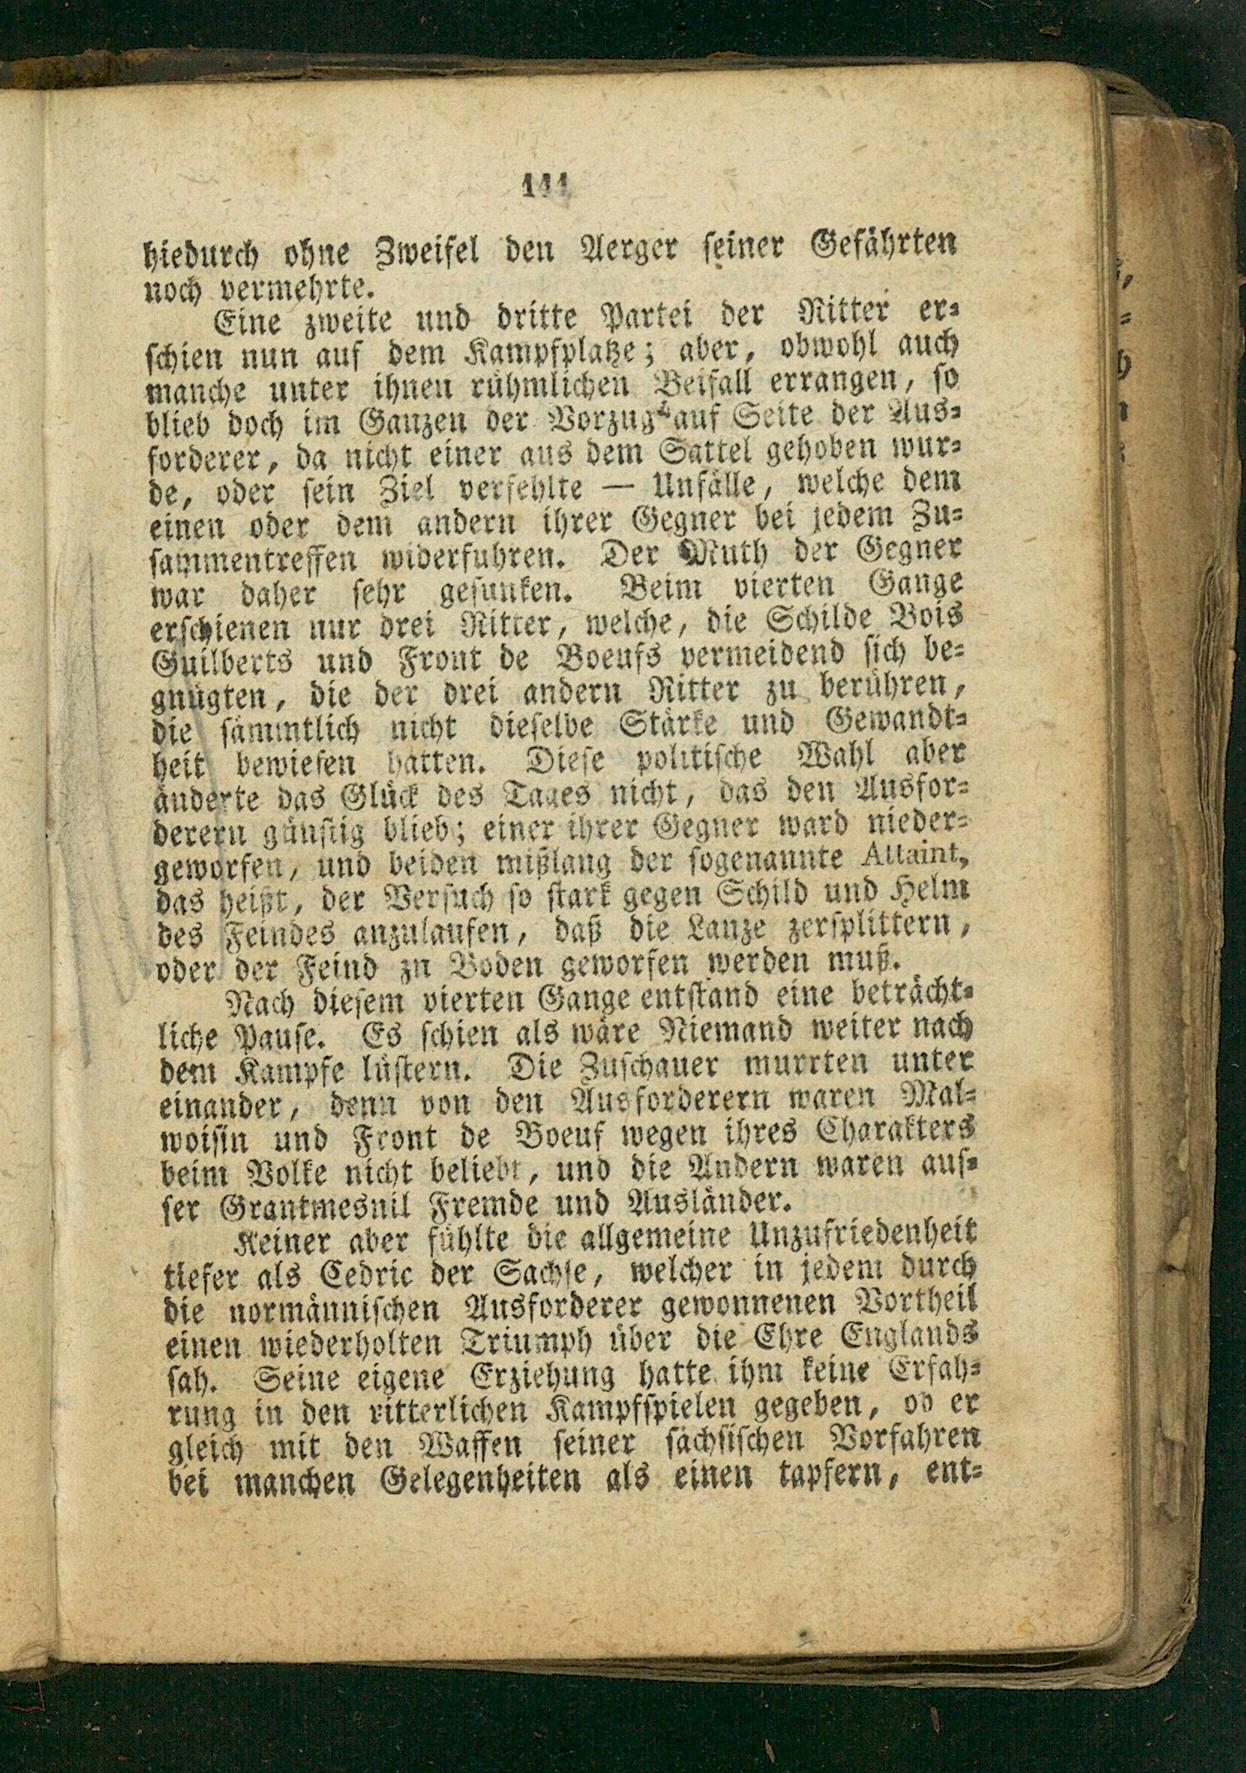 141
hiedurch ohne Zweifel den Aerger seiner Gefährten
noch vermehrte.
Eine zweite und dritte Partei der Ritter er=
schien nun auf dem Kampfplatze; aber, obwohl auch
manche unter ihnen rühmlichen Beifall errangen, so
blieb doch im Ganzen der Vorzug auf Seite der Aus=
forderer, da nicht einer aus dem Sattel gehoben wur=
de, oder sein Ziel verfehlte — Unfälle, welche dem
einen oder dem andern ihrer Gegner bei jedem Zu=
sammentreffen widerfuhren. Der Muth der Gegner
war daher sehr gesunken. Beim vierten Gange
erschienen nur drei Ritter, welche, die Schilde Bois
Guilberts und Front de Boeufs vermeidend sich be=
gnügten, die der drei andern Ritter zu berühren,
die sämmtlich nicht dieselbe Stärke und Gewandt=
heit bewiesen hatten. Diese politische Wahl aber
änderte das Glück des Tages nicht, das den Ausfor=
derern günstig blieb; einer ihrer Gegner ward nieder=
geworfen, und beiden mißlang der sogenannte Attaint,
das heißt, der Versuch so stark gegen Schild und Helm
des Feindes anzulaufen, daß die Lanze zersplittern,
oder der Feind zu Boden geworfen werden muß.
Nach diesem vierten Gange entstand eine beträcht=
liche Pause. Es schien als wäre Niemand weiter nach
dem Kampfe lüstern. Die Zuschauer murrten unter
einander, denn von den Ausforderern waren Mal=
woisin und Front de Boeuf wegen ihres Charakters
beim Volke nicht beliebt, und die Andern waren aus=
ser Grantmesnil Fremde und Ausländer.
Keiner aber fühlte die allgemeine Unzufriedenheit
tiefer als Cedric der Sachse, welcher in jedem durch
die normännischen Ausforderer gewonnenen Vortheil
einen wiederholten Triumph über die Ehre Englands
sah. Seine eigene Erziehung hatte ihm keine Erfah=
rung in den ritterlichen Kampfspielen gegeben, ob er
gleich mit den Waffen seiner sächsischen Vorfahren
bei manchen Gelegenheiten als einen tapfern, ent=